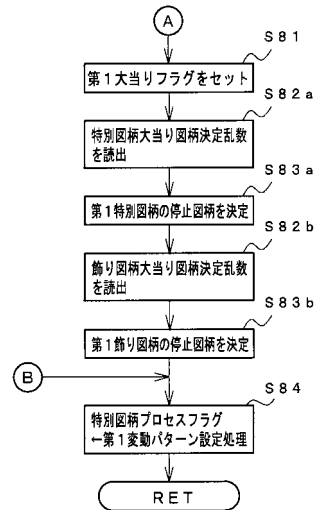 A
S81
第1大当りフラグをセット
S82a
特別図柄大当り図柄決定乱数
を読出
S83a
第1特別図柄の停止図柄を決定
S82b
飾り図柄大当り図柄決定乱数
を読出
S83b
第1飾り図柄の停止図柄を決定
B
S84
特別図柄プロセスフラグ
←第1変動パターン設定処理
RET